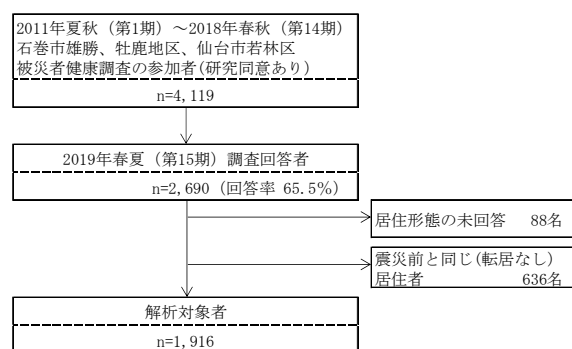 2011年夏秋（第1期）～2018年春秋（第14期）
石巻市雄勝、牡鹿地区、仙台市若林区
被災者健康調査の参加者(研究同意あり)
n=4,119
2019年春夏（第15期）調査回答者
n=2,690（回答率 65.5%）
居住形態の未回答 88名
震災前と同じ(転居なし)
居住者 636名
解析対象者
n=1,916